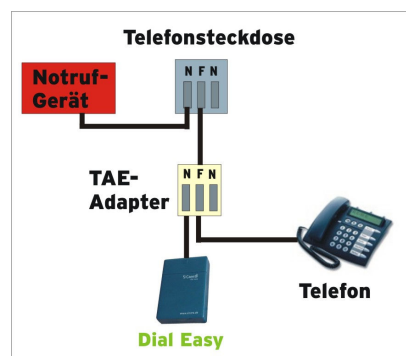 Telefonsteckdose
Notruf-
Gerät
N F N
TAE-
Adapter
N F N
Telefon
Dial Easy